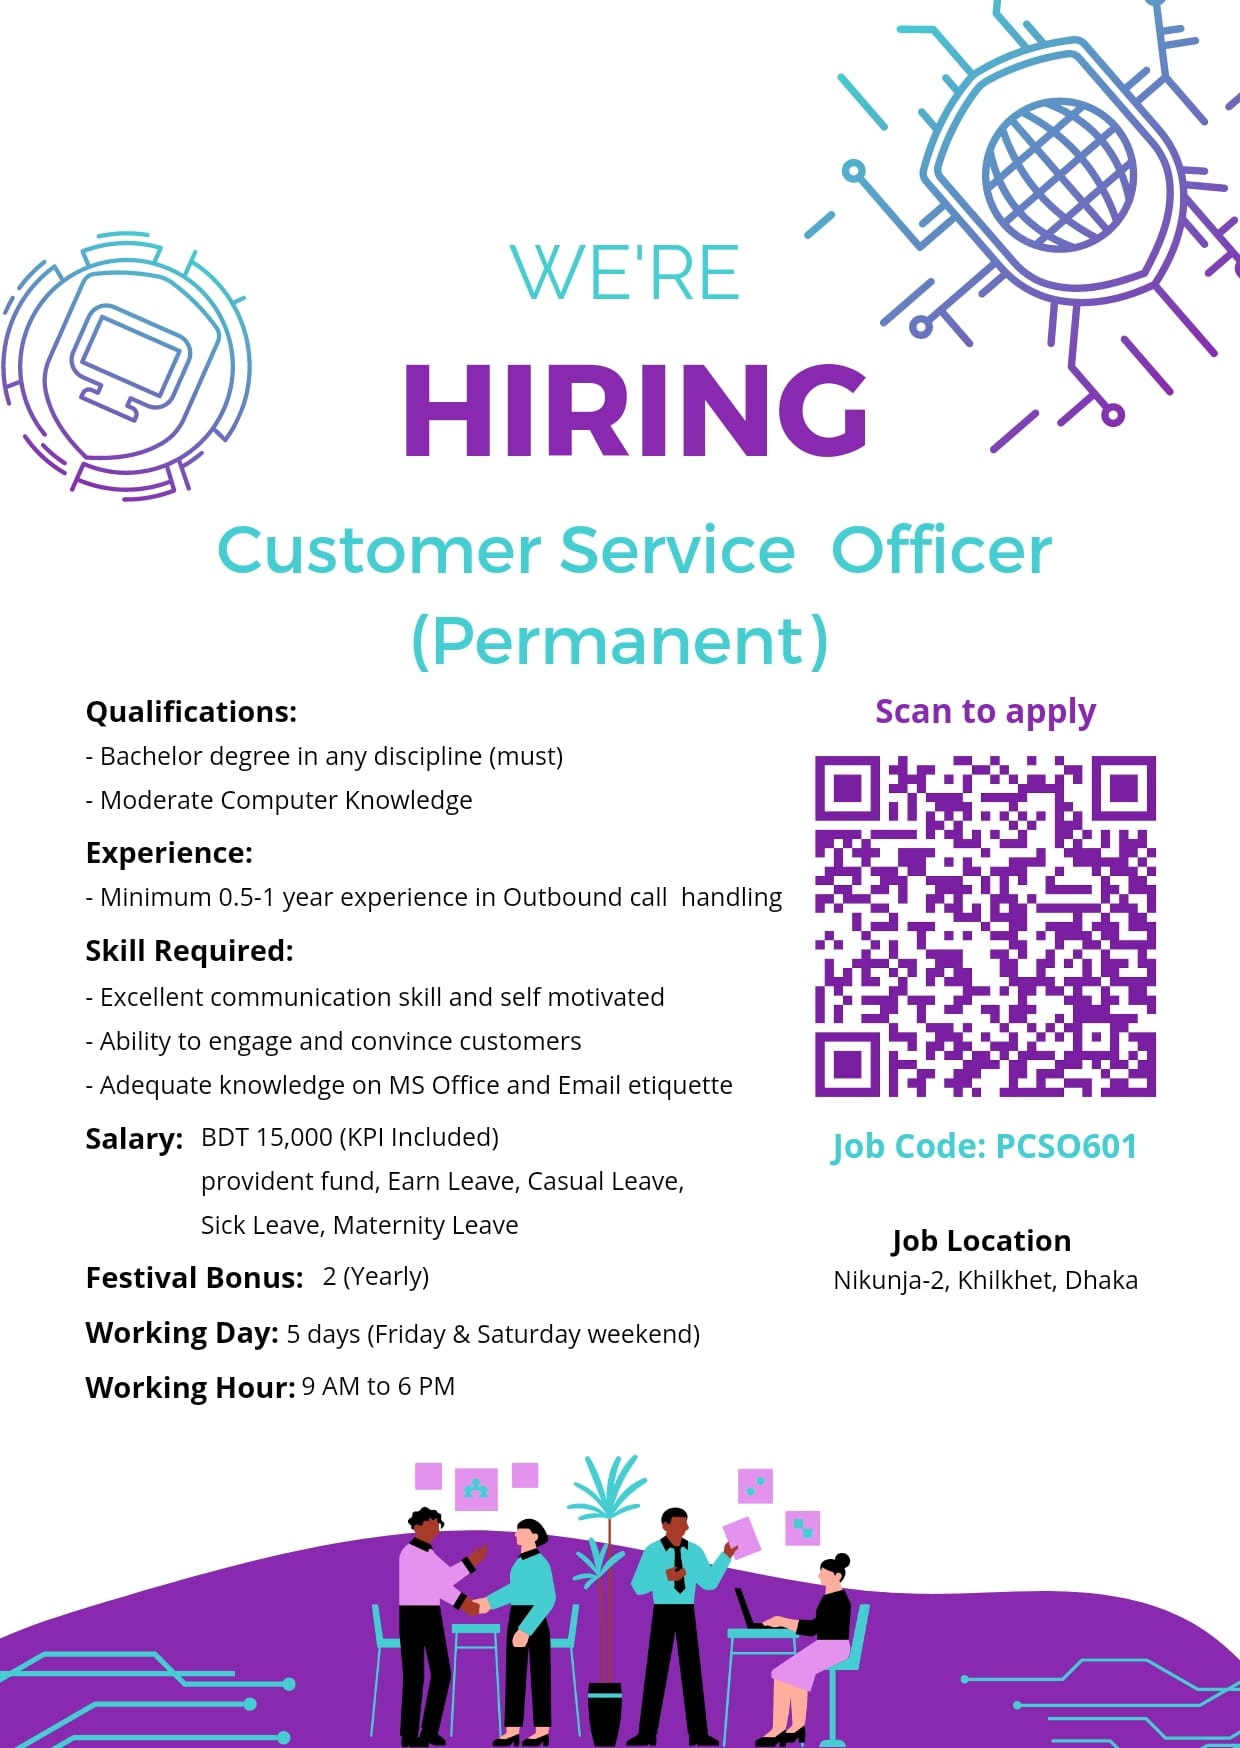 WE'RE
HIRING
Customer Service  Officer
(Permanent)
Qualifications:
- Bachelor degree in any discipline (must)
- Moderate Computer Knowledge
Experience:
- Minimum 0.5-1 year experience in Outbound call  handling
Skill Required:
- Excellent communication skill and self motivated
- Ability to engage and convince customers
- Adequate knowledge on MS Office and Email etiquette
Salary: BDT 15,000 (KPI Included)
provident fund, Earn Leave, Casual Leave,
Sick Leave, Maternity Leave
Festival Bonus: 2 (Yearly)
Working Day: 5 days (Friday & Saturday weekend)
Working Hour: 9 AM to 6 PM
Scan to apply
Job Code: PCSO601
Job Location
Nikunja-2, Khilkhet, Dhaka